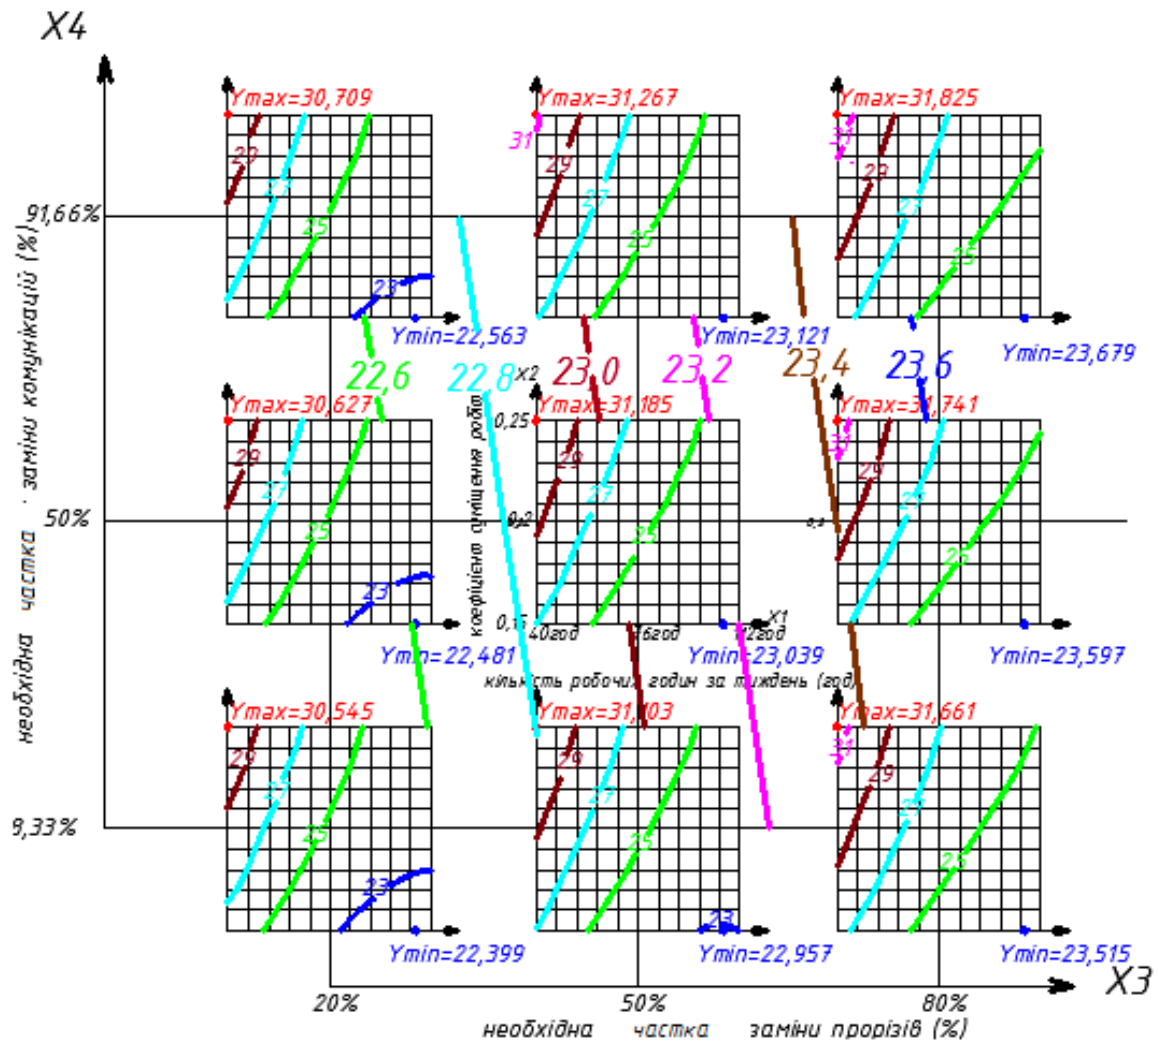 X4
Ymax=30,709
Ymax=31,267
Ymax=31,825
31
31
29
29
29
27
27
27
25
25
25
91,66%
23
Ymin=22,563
Ymin=23,121
Ymin=23,679
22,6
22,8
23,0
23,2
23,4
23,6
X2
Ymax=30,627
Ymax=31,185
Ymax=31,741
0,25
31
29
29
29
27
27
27
50%
0,2
25
25
25
23
0,15
40год
76год
112год
X1
Ymin=22,481
Ymin=23,039
Ymin=23,597
кількість робочих годин за тиждень (год)
коефіцієнт суміщення робіт
необхідна частка заміни комунікацій (%)
Ymax=30,545
Ymax=31,103
Ymax=31,661
31
29
29
29
27
27
27
8,33%
25
25
25
23
23
Ymin=22,399
Ymin=22,957
Ymin=23,515
X3
20%
50%
80%
необхідна частка заміни прорізів (%)